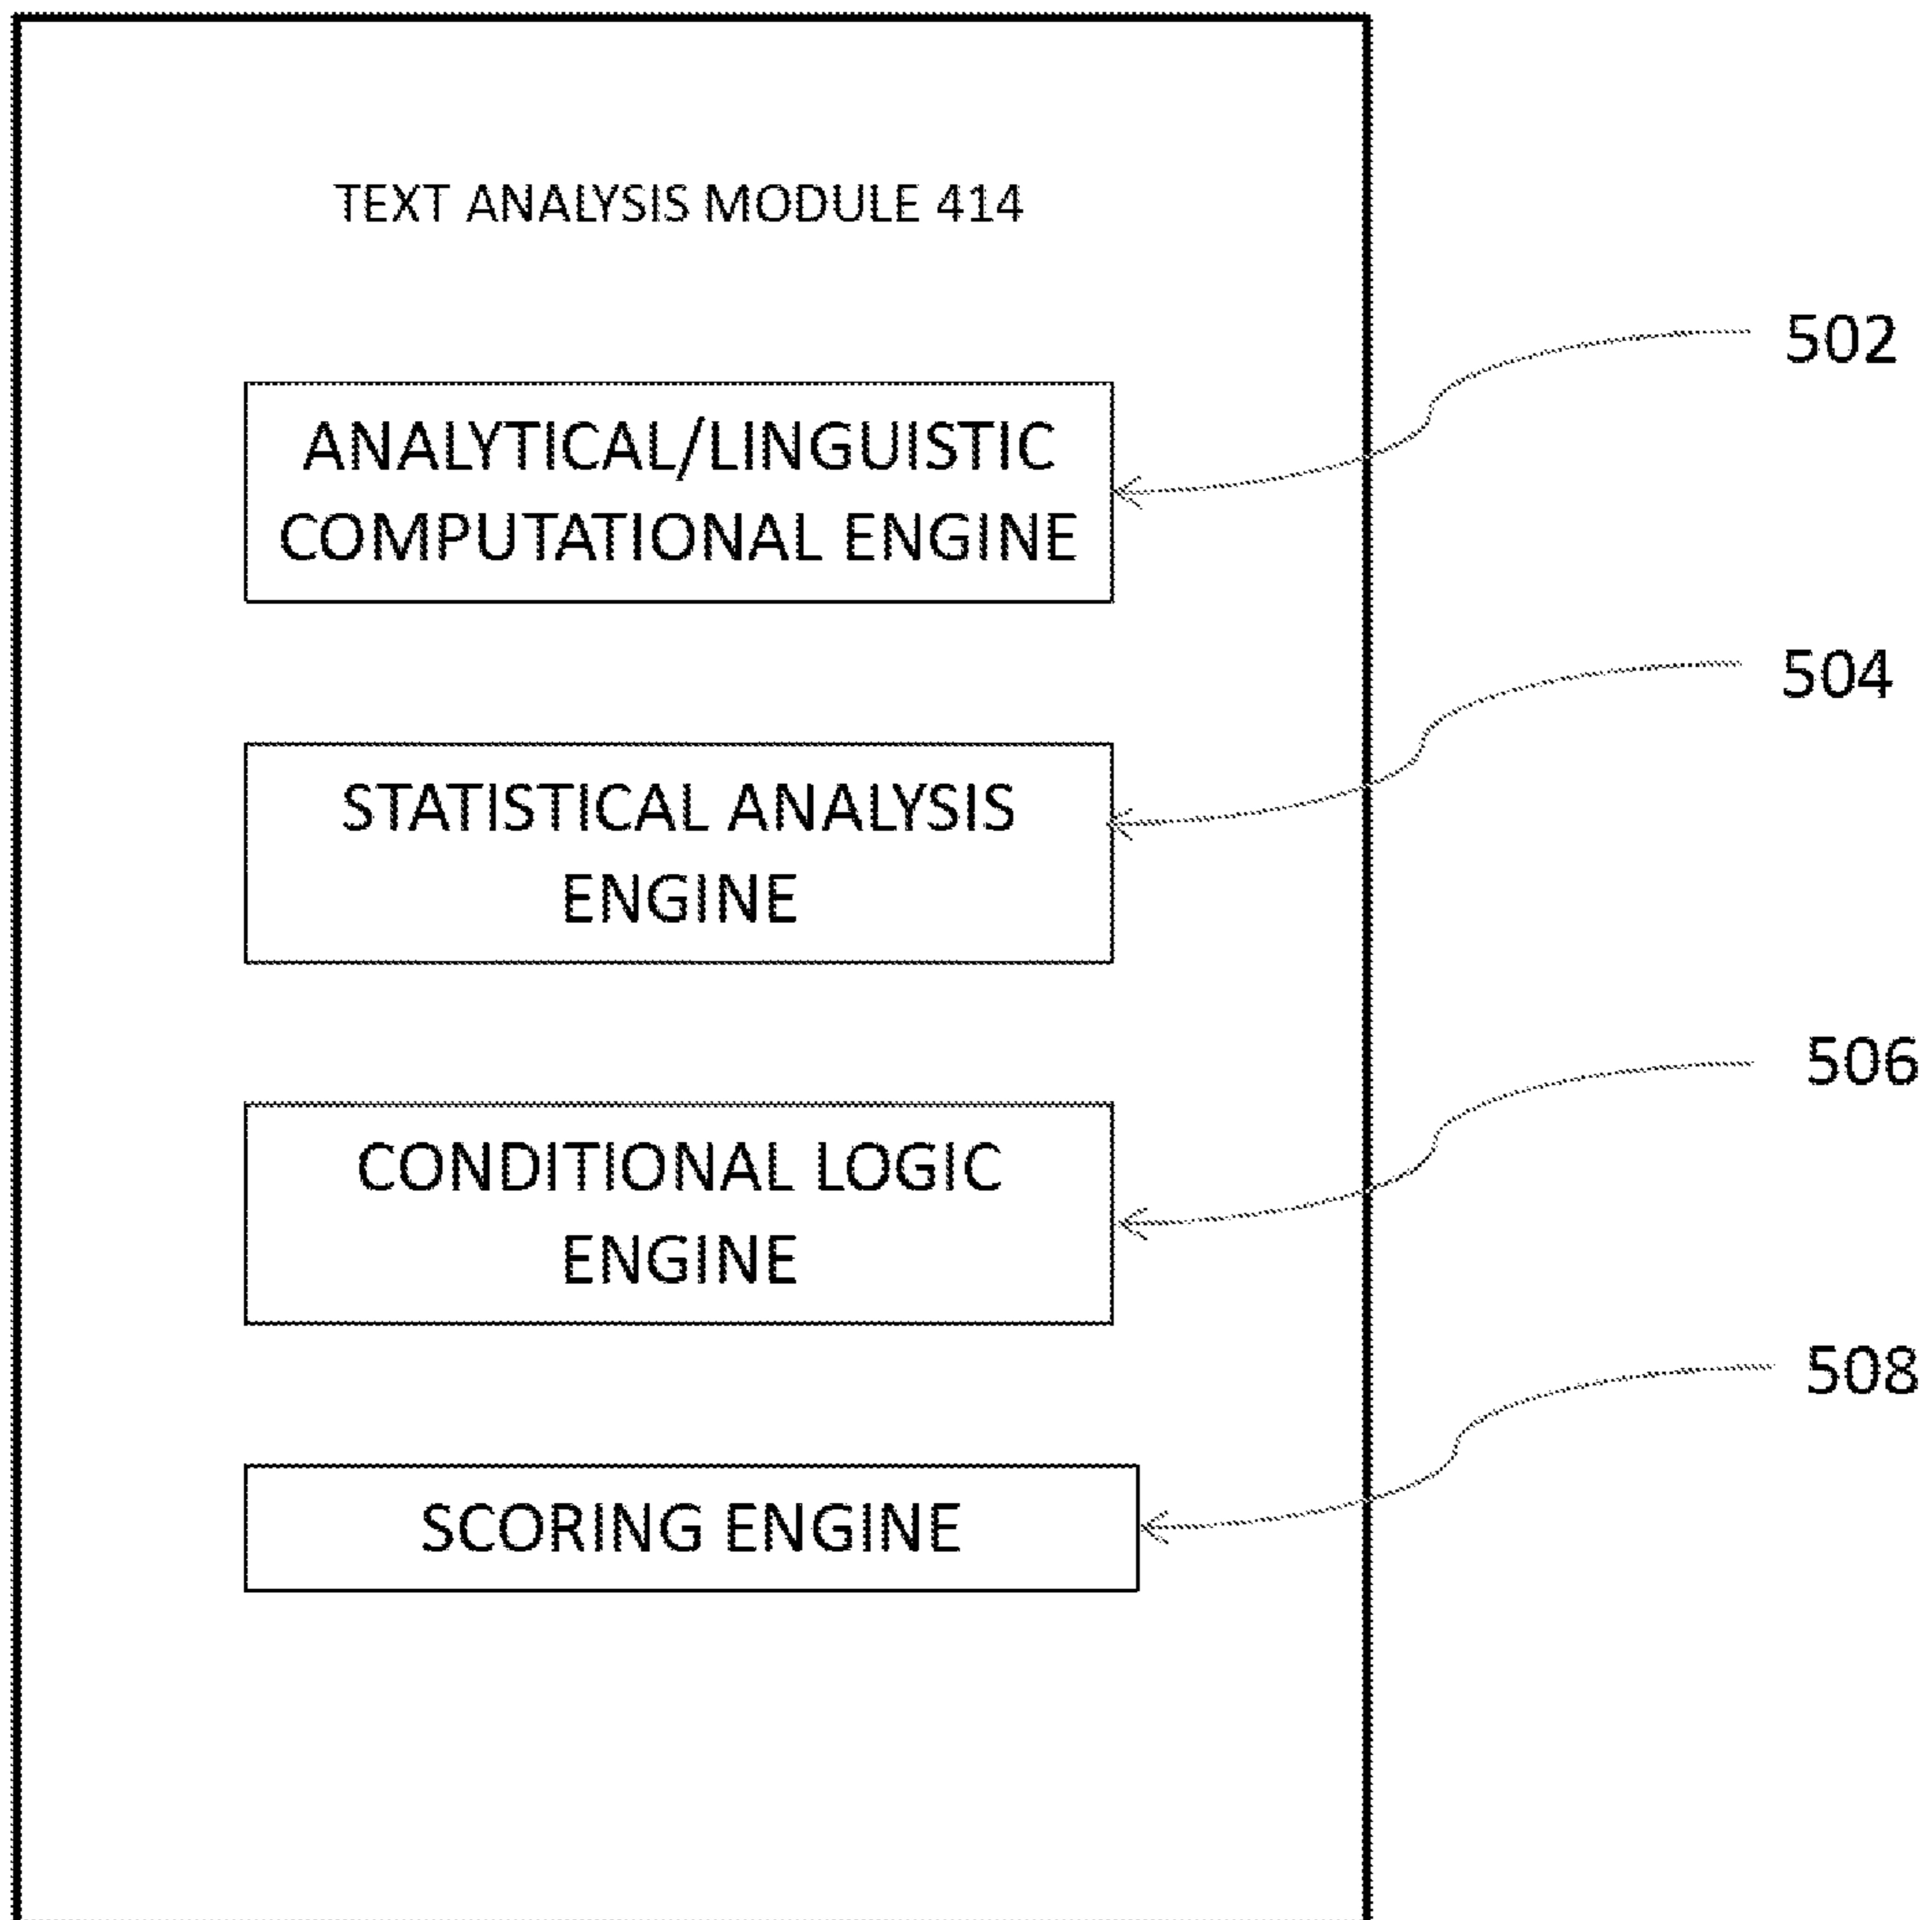 TEXT ANALYSIS MODULE 414
502
ANALYTICAL/LINGUISTIC
COMPUTATIONAL ENGINE
504
STATISTICAL ANALYSIS
ENGINE
506
CONDITIONAL LOGIC
ENGINE
508
SCORING ENGINE